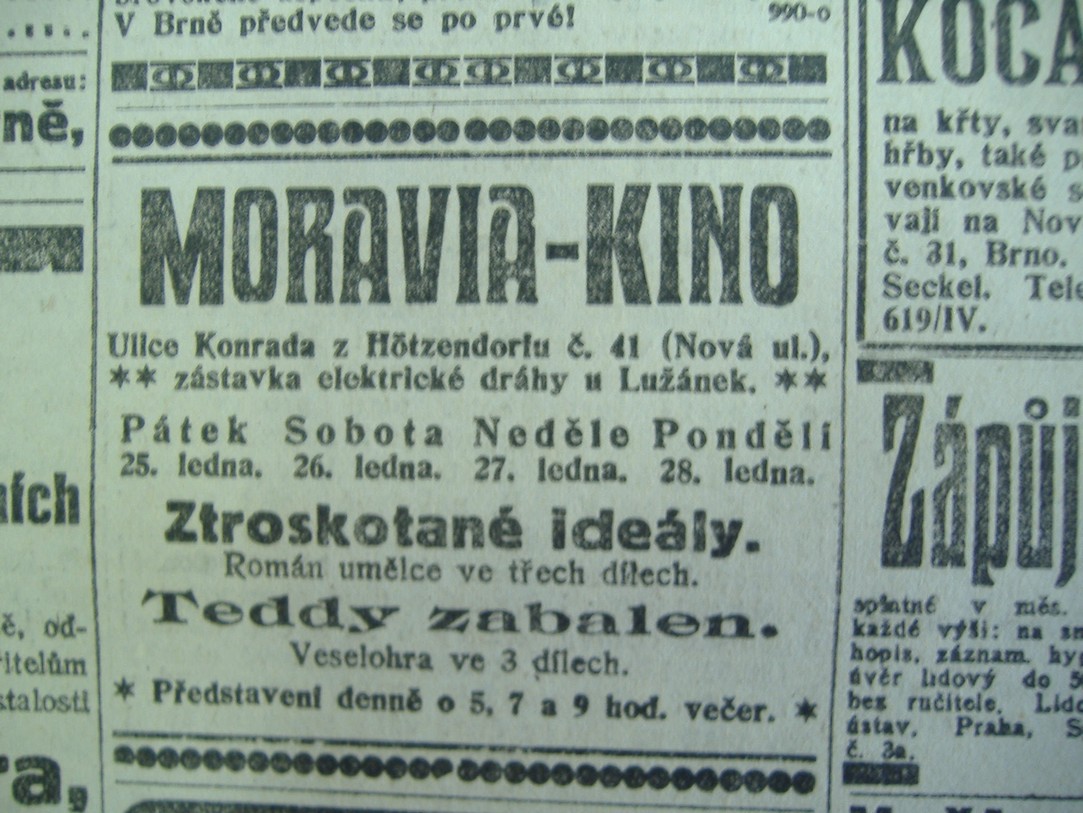 V Brně předvede se po prvé!
990-o
MORAVIA-KINO
Ulice Konrada z Hötzendorfu č. 41 (Nová ul.),
** zástavka elektrické dráhy u Lužánek. **
Pátek Sobota Neděle Pondělí
25. ledna. 26. ledna. 27. ledna. 28. ledna.
Ztroskotané ideály.
Román umělce ve třech dílech.
Teddy zabalen.
Veselohra ve 3 dílech.
* Představení denně o 5, 7 a 9 hod. večer. *
adresu:
ně,
ních
ě, od-
itelům
stalosti
ra,
KOČÁ
na křty, sva
hřby, také p
venkovské s
vají na Nov
č. 31, Brno.
Seckel. Tele
619/IV.
Zápůj
splatné v měs.
každé výši: na sm
hopis, záznam. hy
úvěr lidový do 5
bez ručitele. Lido
ústav. Praha, S
č. 3a.